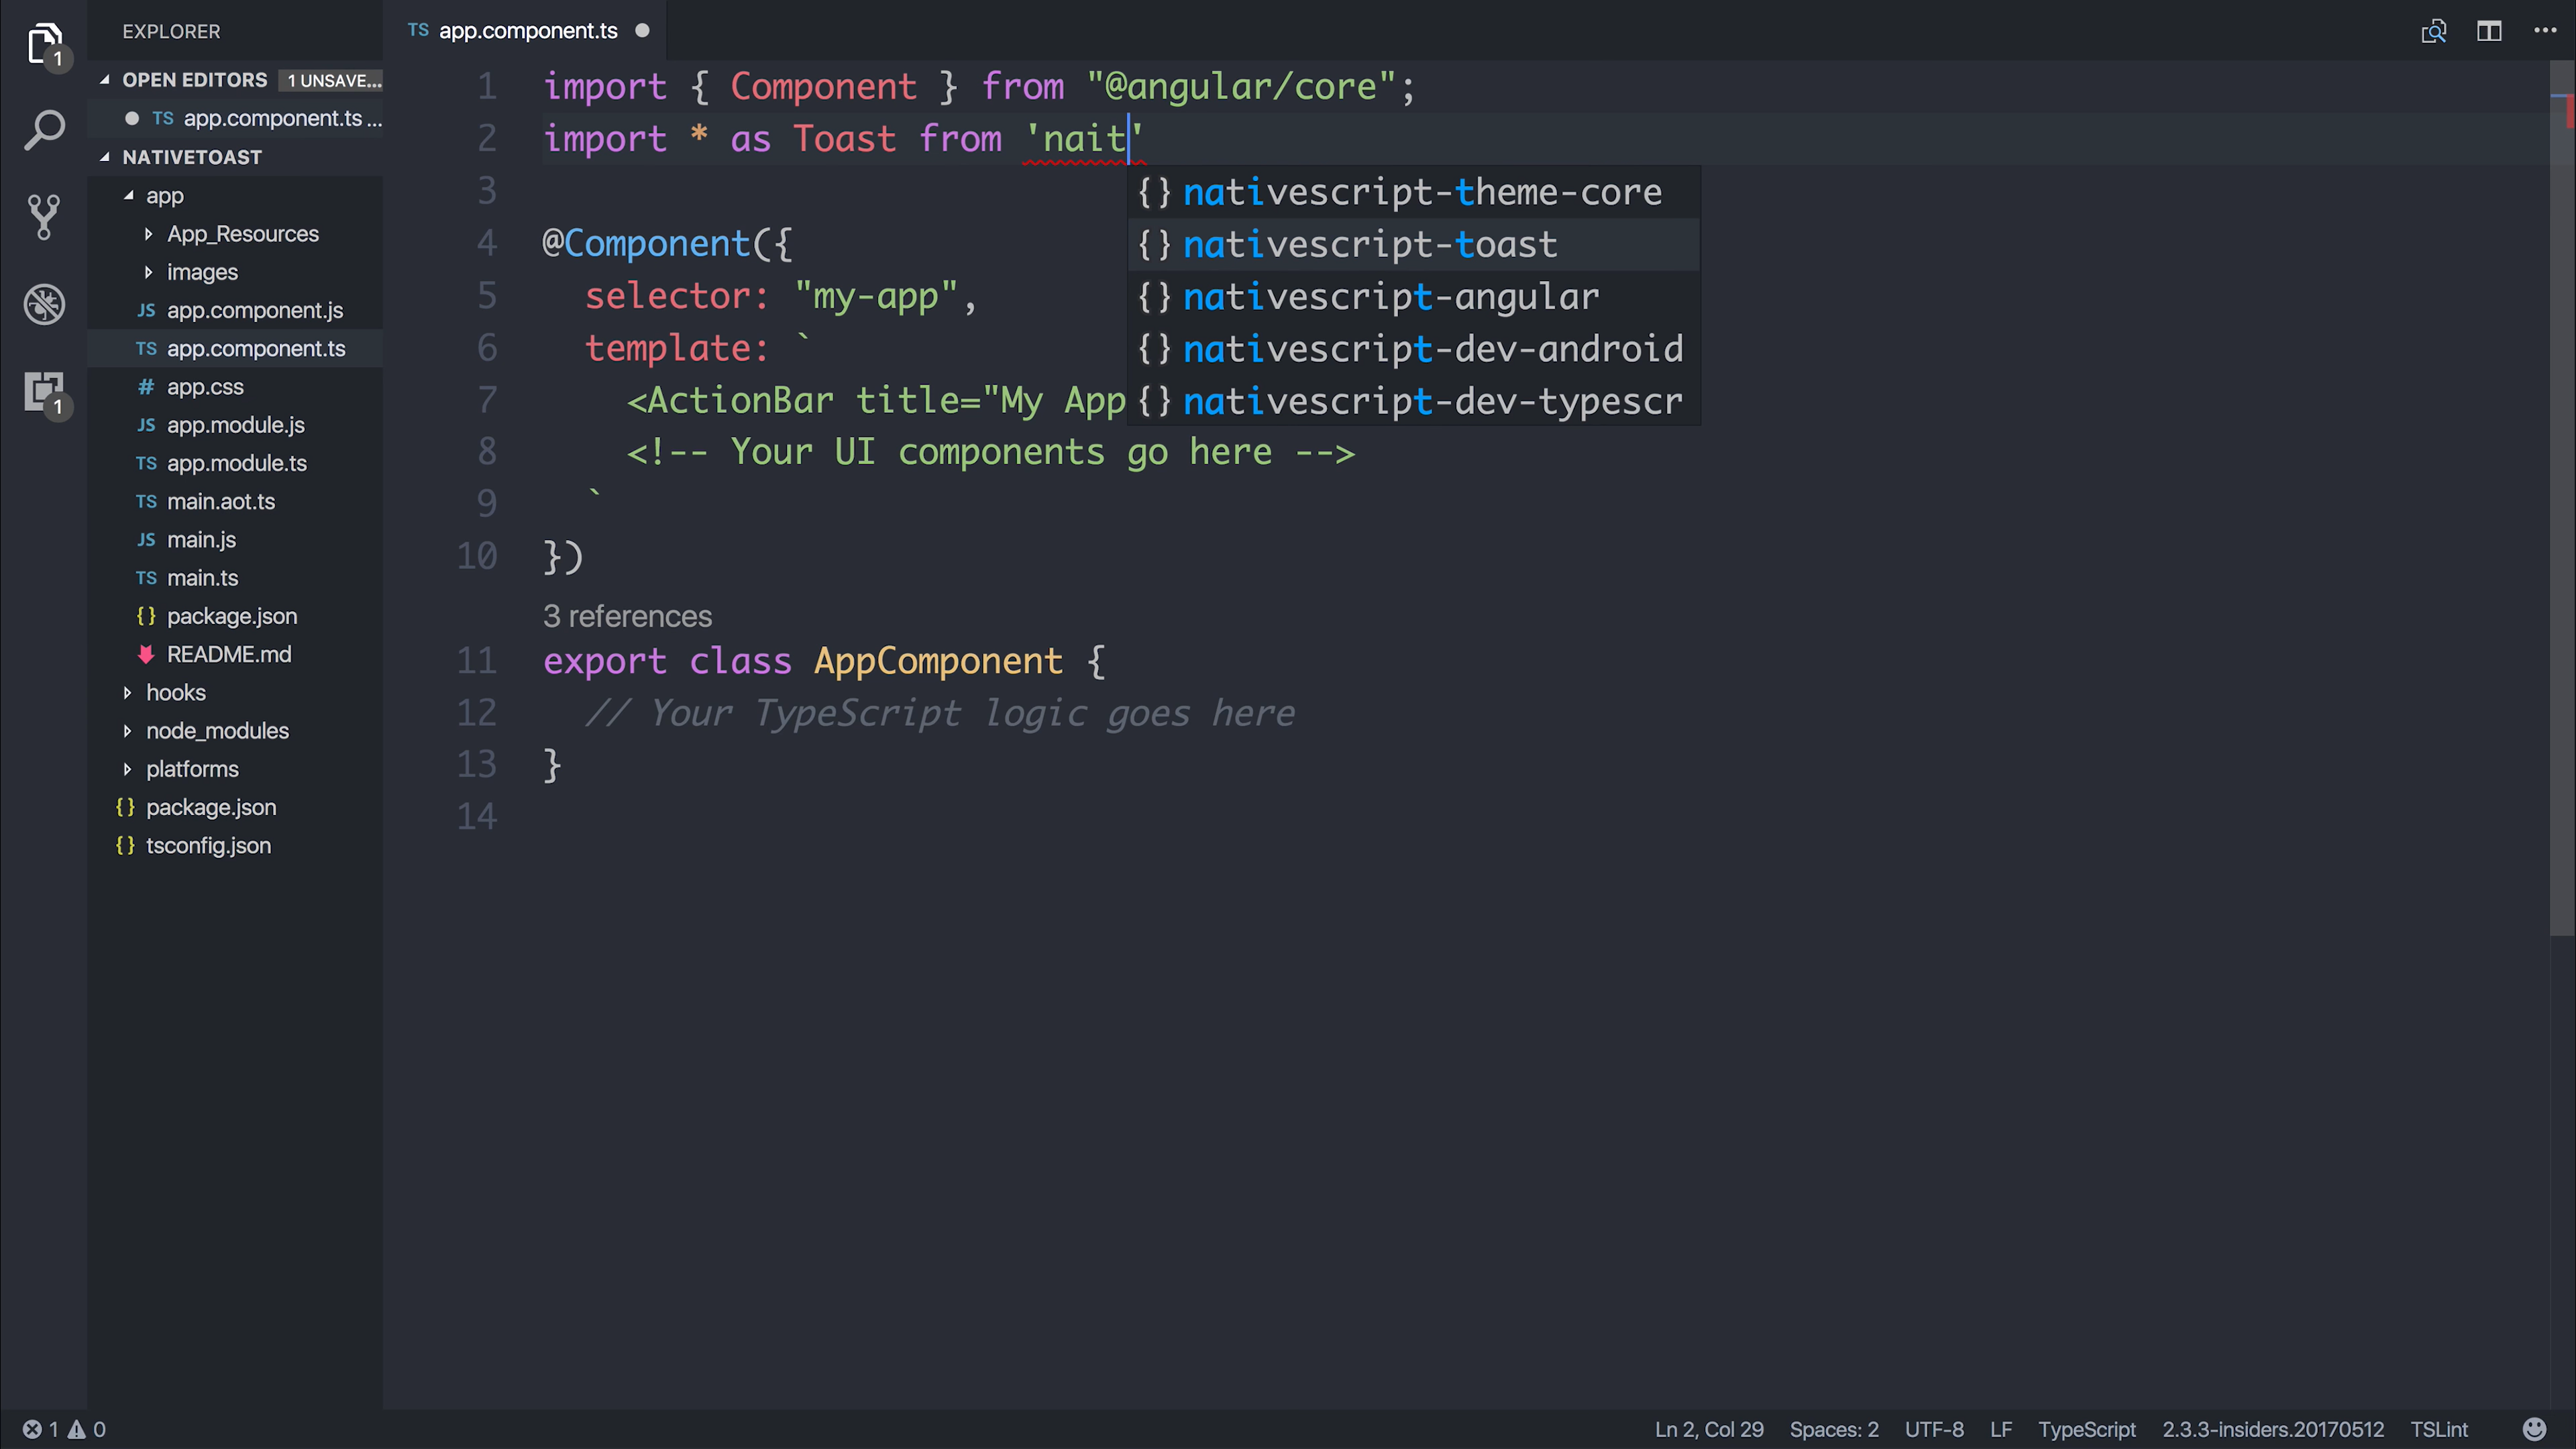 EXPLORER
OPEN EDITORS 1 UNSAVE...
TS app.component.ts ...
NATIVETOAST
app
App_Resources
images
JS app.component.js
TS app.component.ts
# app.css
JS app.module.js
TS app.module.ts
TS main.aot.ts
JS main.js
TS main.ts
{} package.json
README.md
hooks
node_modules
platforms
{} package.json
{} tsconfig.json
1
1
TS app.component.ts
...
1 import { Component } from "@angular/core";
2 import * as Toast from 'nait'
3
4 @Component({
5 selector: "my-app",
6 template: `
7 <ActionBar title="My App
8 <!-- Your UI components go here -->
9 `
10 })
3 references
11 export class AppComponent {
12 // Your TypeScript logic goes here
13 }
14
{} nativescript-theme-core
{} nativescript-toast
{} nativescript-angular
{} nativescript-dev-android
{} nativescript-dev-typescr
1 0
Ln 2, Col 29 Spaces: 2 UTF-8 LF TypeScript 2.3.3-insiders.20170512 TSLint